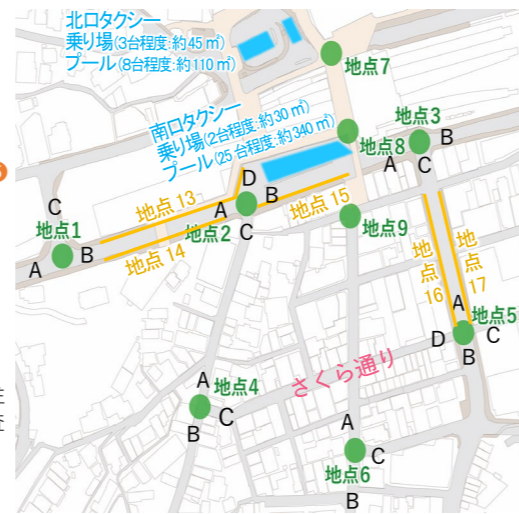 北口タクシー
乗り場(3台程度:約45㎡)
プール(8台程度:約110㎡)
地点7
南口タクシー
乗り場(2台程度:約30㎡)
プール(25台程度:約340㎡)
地点3
B
地点8
A
C
D
C
地点1
A
B
地点13
A
B
地点15
地点2
C
地点14
地点9
地点16
地点17
A
地点5
D
C
B
さくら通り
A
地点4
C
B
A
C
地点6
B